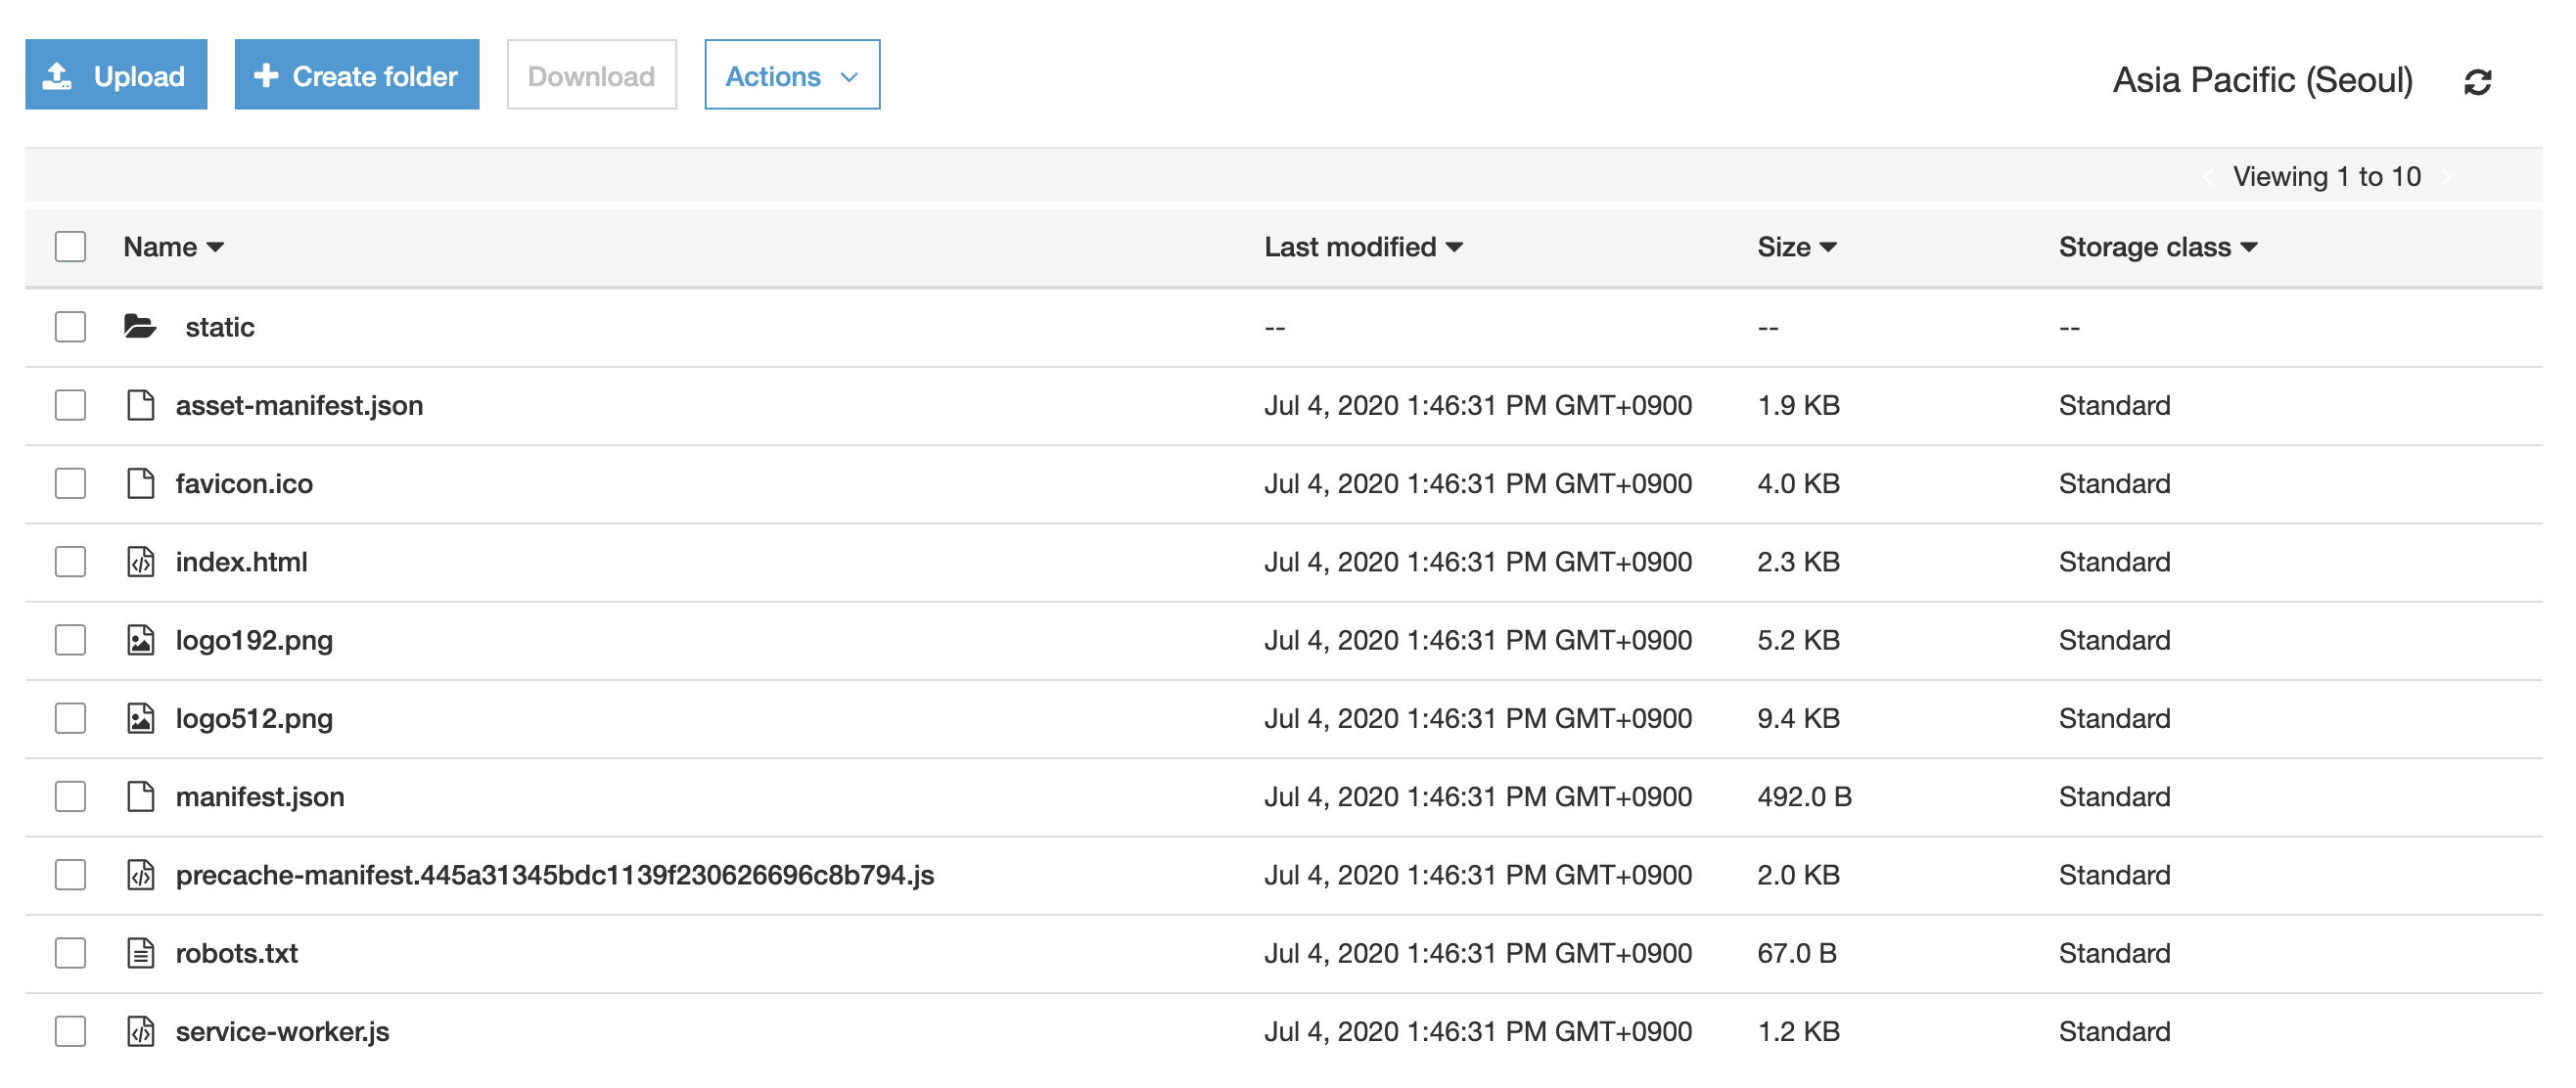 Upload Create folder Download Actions Asia Pacific (Seoul)
Viewing 1 to 10
Name Last modified Size Storage class
static -- -- --
asset-manifest.json Jul 4, 2020 1:46:31 PM GMT+0900 1.9 KB Standard
favicon.ico Jul 4, 2020 1:46:31 PM GMT+0900 4.0 KB Standard
index.html Jul 4, 2020 1:46:31 PM GMT+0900 2.3 KB Standard
logo192.png Jul 4, 2020 1:46:31 PM GMT+0900 5.2 KB Standard
logo512.png Jul 4, 2020 1:46:31 PM GMT+0900 9.4 KB Standard
manifest.json Jul 4, 2020 1:46:31 PM GMT+0900 492.0 B Standard
precache-manifest.445a31345bdc1139f230626696c8b794.js Jul 4, 2020 1:46:31 PM GMT+0900 2.0 KB Standard
robots.txt Jul 4, 2020 1:46:31 PM GMT+0900 67.0 B Standard
service-worker.js Jul 4, 2020 1:46:31 PM GMT+0900 1.2 KB Standard